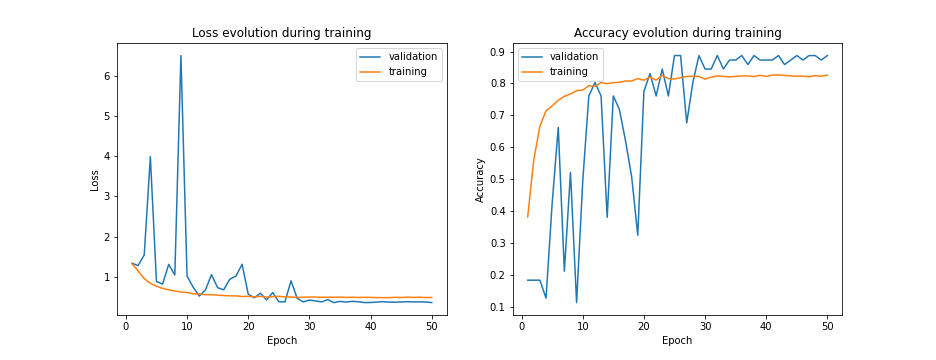 Loss evolution during training
validation
training
6
5
4
3
2
1
Loss
0
10
20
30
40
50
Epoch
Accuracy evolution during training
validation
training
0.9
0.8
0.7
0.6
0.5
0.4
0.3
0.2
0.1
Accuracy
0
10
20
30
40
50
Epoch